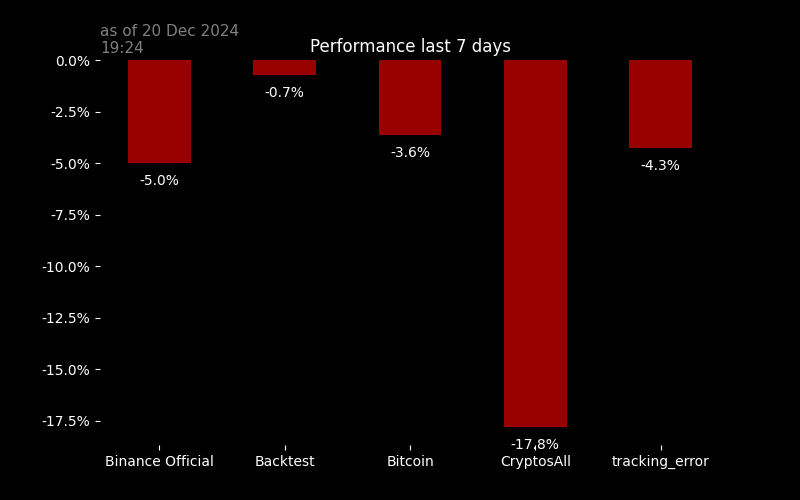 as of 20 Dec 2024
19:24
Performance last 7 days
0.0%
-2.5%
-5.0%
-7.5%
-10.0%
-12.5%
-15.0%
-17.5%
-5.0%
-0.7%
-3.6%
-17.8%
-4.3%
Binance Official
Backtest
Bitcoin
CryptosAll
tracking_error